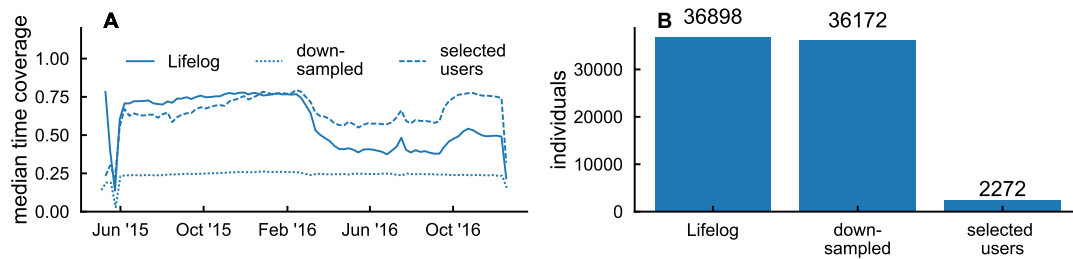 A
median time coverage
1.00
0.75
0.50
0.25
0.00
Lifelog
down-
sampled
selected
users
Jun '15
Oct '15
Feb '16
Jun '16
Oct '16
B
individuals
30000
20000
10000
0
36898
36172
2272
Lifelog
down-
sampled
selected
users